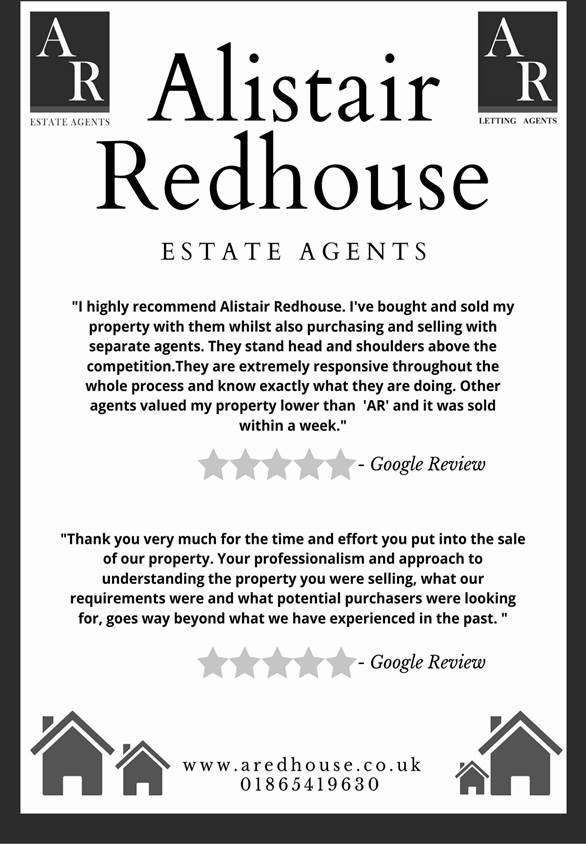 A
R
ESTATE AGENTS
A
R
LETTING AGENTS
Alistair
Redhouse
ESTATE AGENTS
"I highly recommend Alistair Redhouse. I've bought and sold my
property with them whilst also purchasing and selling with
separate agents. They stand head and shoulders above the
competition.They are extremely responsive throughout the
whole process and know exactly what they are doing. Other
agents valued my property lower than 'AR' and it was sold
within a week."
- Google Review
"Thank you very much for the time and effort you put into the sale
of our property. Your professionalism and approach to
understanding the property you were selling, what our
requirements were and what potential purchasers were looking
for, goes way beyond what we have experienced in the past. "
- Google Review
www.aredhouse.co.uk
01865419630